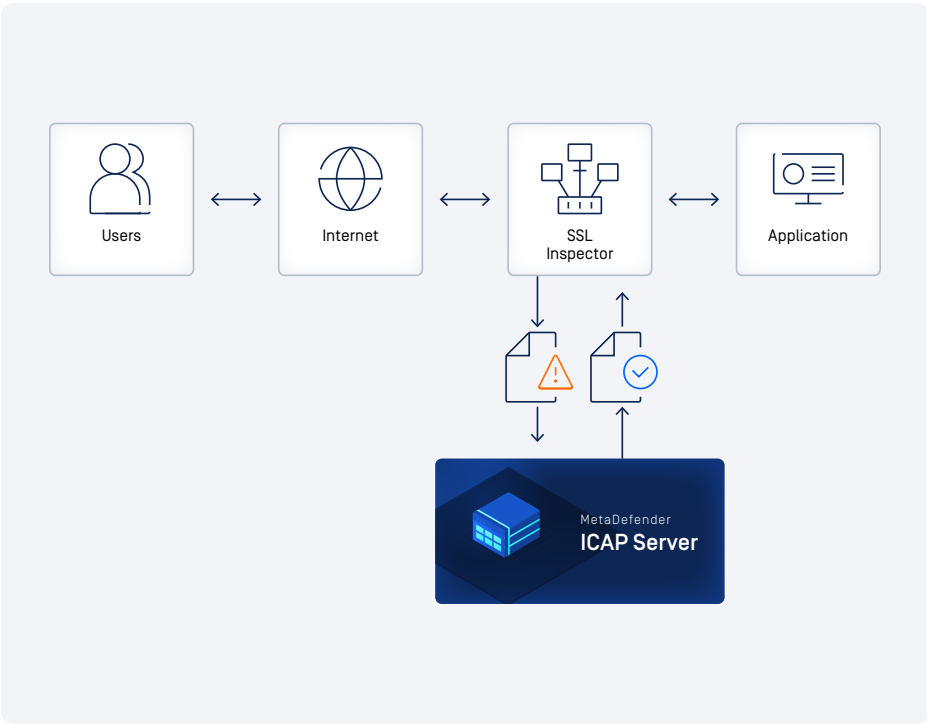 Users
Internet
SSL
Inspector
Application
MetaDefender
ICAP Server